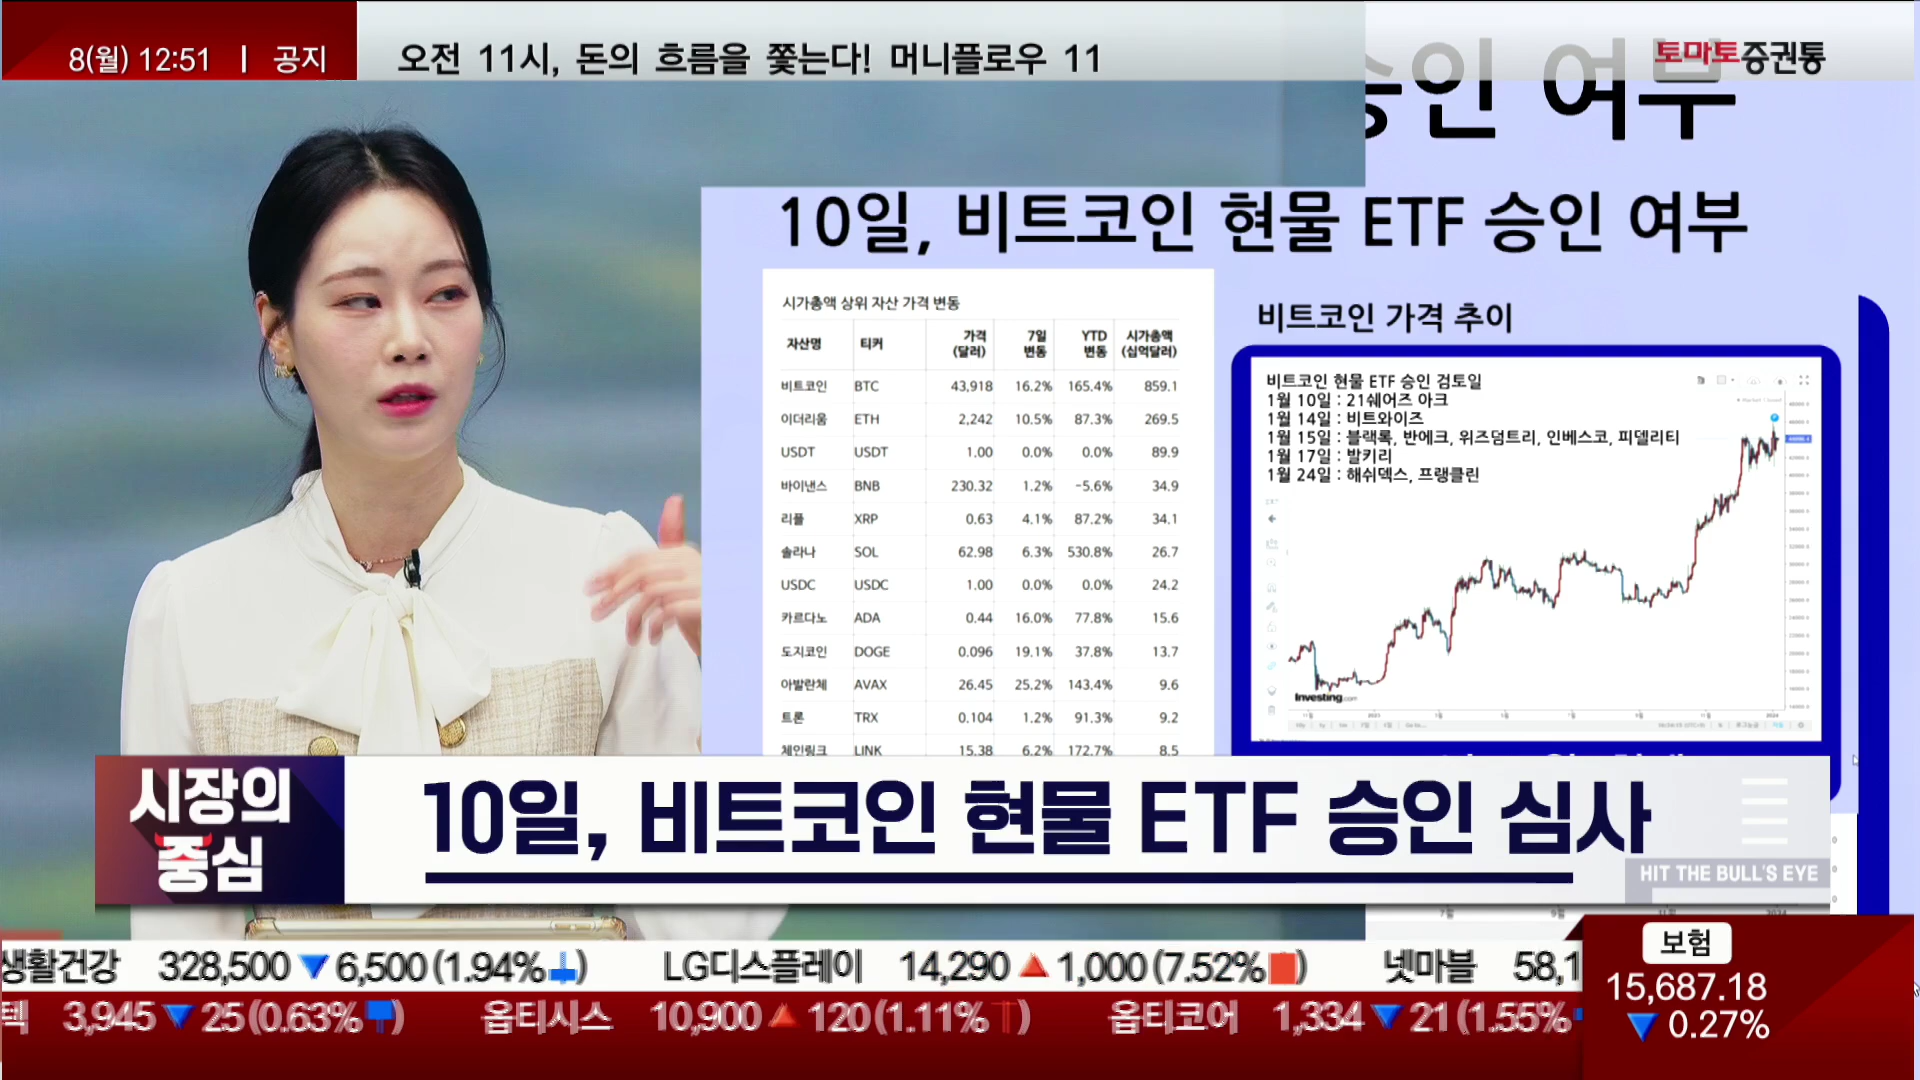 8(월) 12:51 | 공지
오전 11시, 돈의 흐름을 쫓는다! 머니플로우 11
토마토증권통
승인 여부
10일, 비트코인 현물 ETF 승인 여부
시가총액 상위 자산 가격 변동
자산명 티커 가격(달러) 7일 변동 YTD 변동 시가총액(십억달러)
비트코인 BTC 43,918 16.2% 165.4% 859.1
이더리움 ETH 2,242 10.5% 87.3% 269.5
USDT USDT 1.00 0.0% 0.0% 89.9
바이낸스 BNB 230.32 1.2% -5.6% 34.9
리플 XRP 0.63 4.1% 87.2% 34.1
솔라나 SOL 62.98 6.3% 530.8% 26.7
USDC USDC 1.00 0.0% 0.0% 24.2
카르다노 ADA 0.44 16.0% 77.8% 15.6
도지코인 DOGE 0.096 19.1% 37.8% 13.7
아발란체 AVAX 26.45 25.2% 143.4% 9.6
트론 TRX 0.104 1.2% 91.3% 9.2
체인링크 LINK 15.38 6.2% 172.7% 8.5
비트코인 가격 추이
비트코인 현물 ETF 승인 검토일
1월 10일 : 21쉐어즈 아크
1월 14일 : 비트와이즈
1월 15일 : 블랙록, 반에크, 위즈덤트리, 인베스코, 피델리티
1월 17일 : 발키리
1월 24일 : 해쉬덱스, 프랭클린
Investing.com
시장의
중심
10일, 비트코인 현물 ETF 승인 심사
HIT THE BULL'S EYE
7월 9월 11월 2024
생활건강 328,500 ▼ 6,500 (1.94%) LG디스플레이 14,290 ▲ 1,000 (7.52%) 넷마블 58,1
텍 3,945 ▼ 25 (0.63%) 옵티시스 10,900 ▲ 120 (1.11%) 옵티코어 1,334 ▼ 21 (1.55%
보험
15,687.18
▼ 0.27%